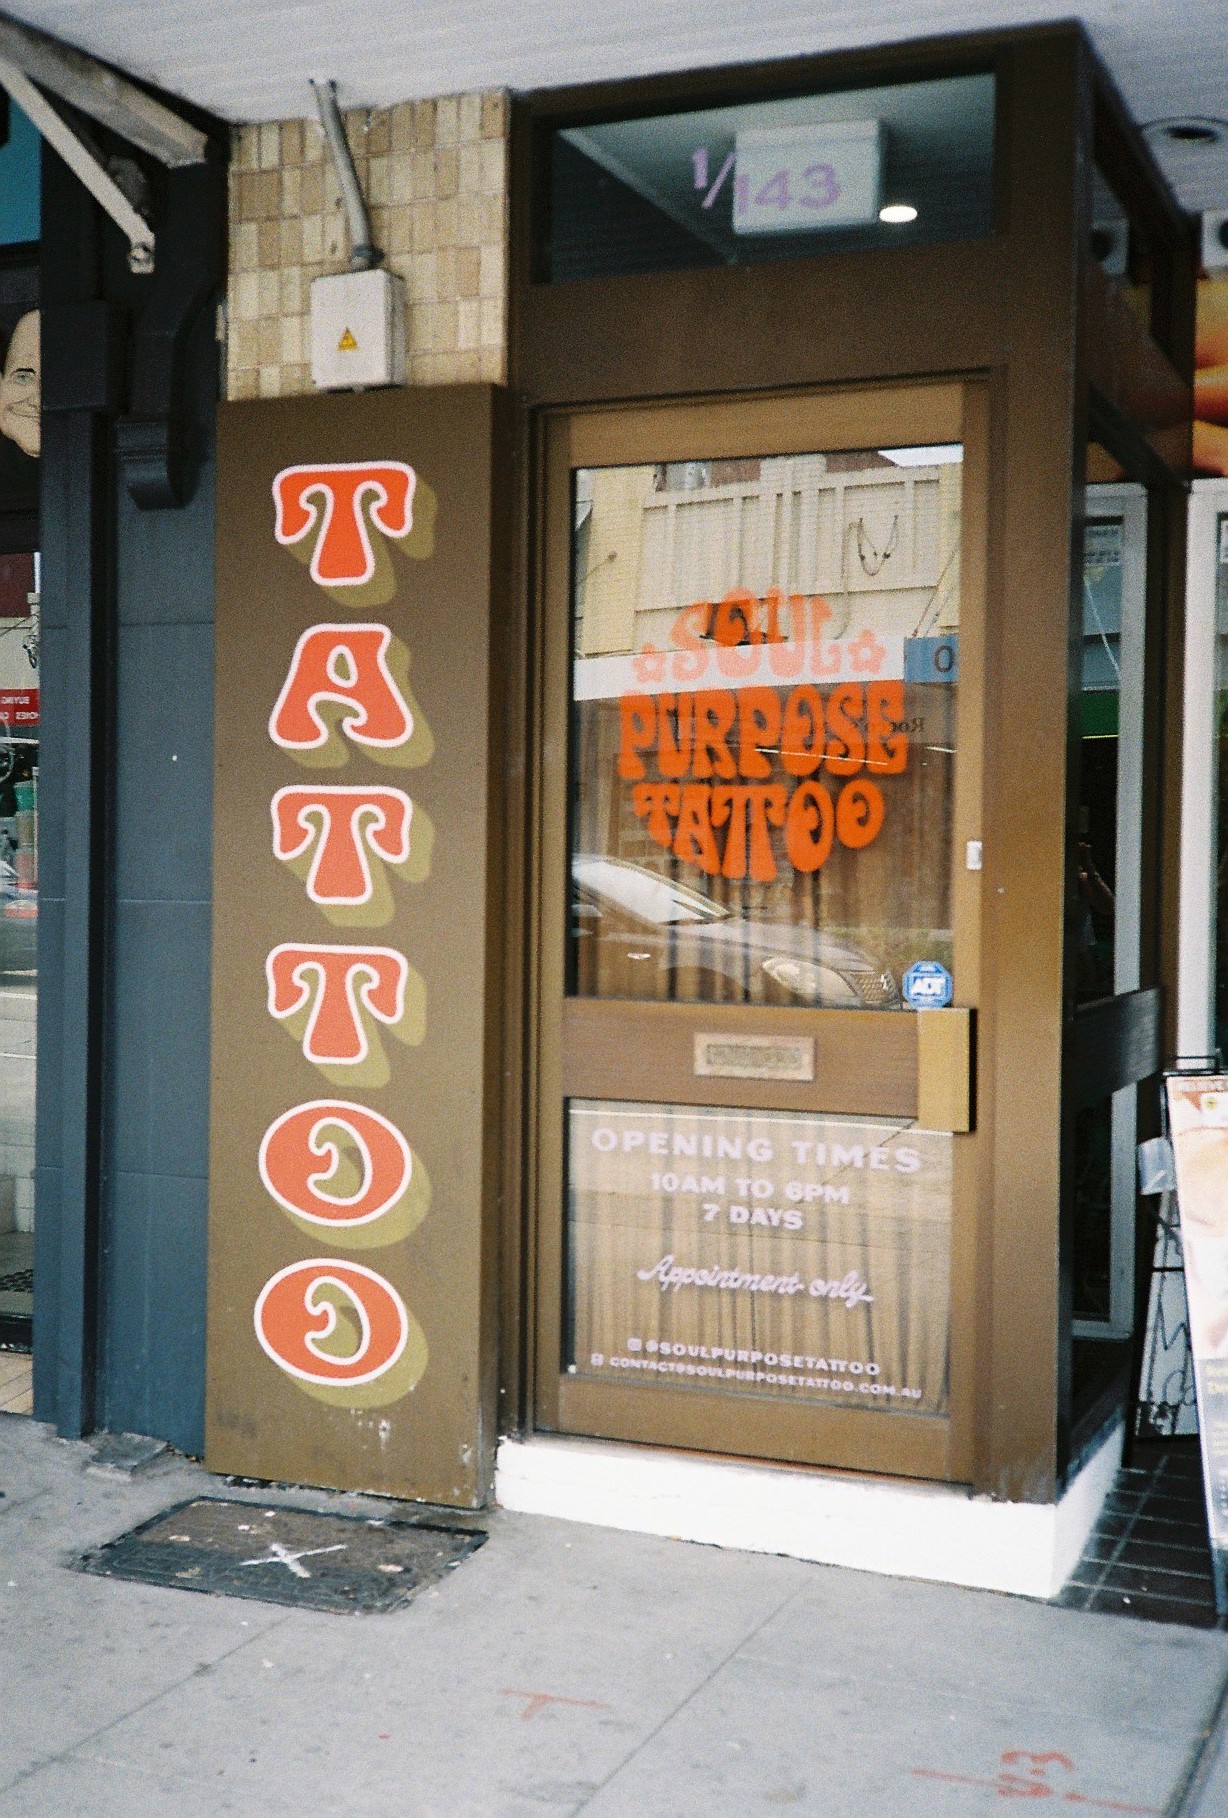 1/143
TATTOO
SOUL
PURPOSE
TATTOO
ADT
OPENING TIMES
10AM TO 6PM
7 DAYS
Appointment only
@SOULPURPOSETATTOO
CONTACT@SOULPURPOSETATTOO.COM.AU